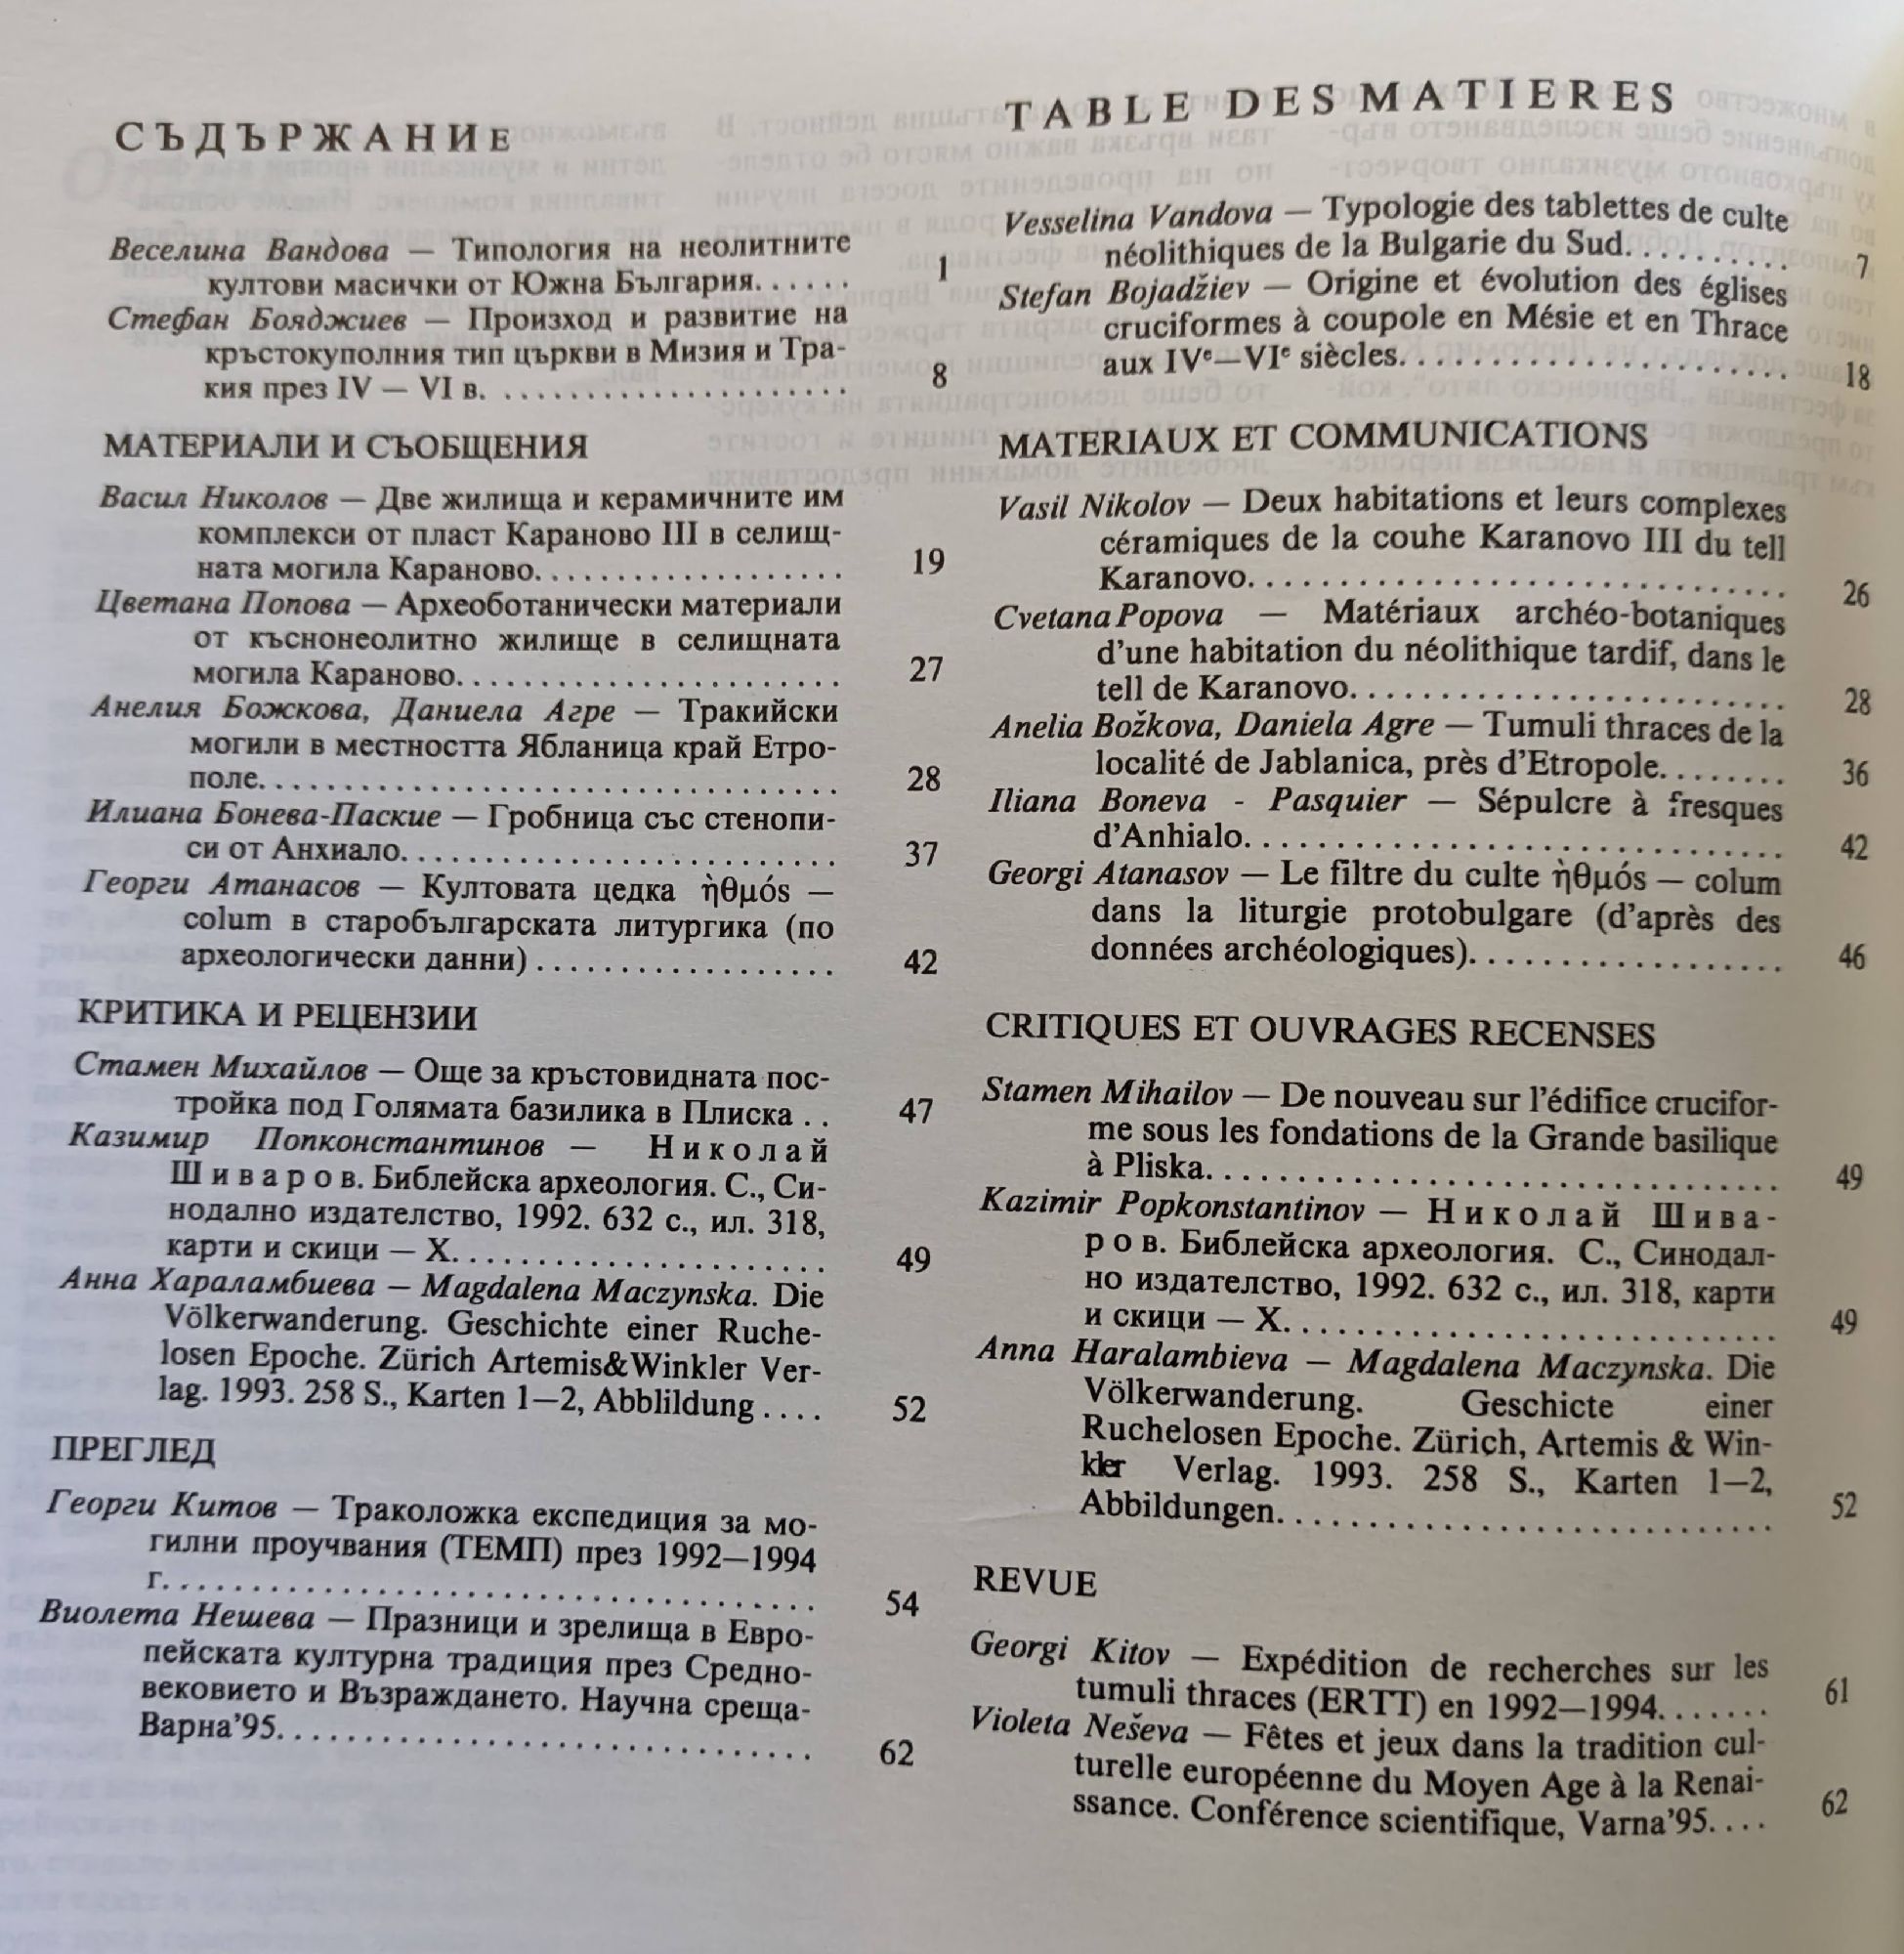 СЪДЪРЖАНИЕ
Веселина Вандова — Типология на неолитните
култови масички от Южна България. . . . . . 1
Стефан Бояджиев — Произход и развитие на
кръстокуполния тип църкви в Мизия и Тра-
кия през IV — VI в. . . . . . . . . . . . . . . . . . . . . 8
МАТЕРИАЛИ И СЪОБЩЕНИЯ
Васил Николов — Две жилища и керамичните им
комплекси от пласт Караново III в селищ-
ната могила Караново. . . . . . . . . . . . . . . . . . . 19
Цветана Попова — Археоботанически материали
от къснонеолитно жилище в селищната
могила Караново. . . . . . . . . . . . . . . . . . . . . . . . 27
Анелия Божкова, Даниела Агре — Тракийски
могили в местността Ябланица край Етро-
поле. . . . . . . . . . . . . . . . . . . . . . . . . . . . . . . . . . . 28
Илиана Бонева-Паские — Гробница със стенопи-
си от Анхиало. . . . . . . . . . . . . . . . . . . . . . . . . . . 37
Георги Атанасов — Култовата цедка ὴθμόs —
colum в старобългарската литургика (по
археологически данни) . . . . . . . . . . . . . . . . . . 42
КРИТИКА И РЕЦЕНЗИИ
Стамен Михайлов — Още за кръстовидната пос-
тройка под Голямата базилика в Плиска . . 47
Казимир Попконстантинов — Николай
Шиваров. Библейска археология. С., Си-
нодално издателство, 1992. 632 с., ил. 318,
карти и скици — X. . . . . . . . . . . . . . . . . . . . . . 49
Анна Хараламбиева — Magdalena Maczynska. Die
Völkerwanderung. Geschichte einer Ruche-
losen Epoche. Zürich Artemis&Winkler Ver-
lag. 1993. 258 S., Karten 1—2, Abblildung . . . . 52
ПРЕГЛЕД
Георги Китов — Траколожка експедиция за мо-
гилни проучвания (ТЕМП) през 1992—1994
г. . . . . . . . . . . . . . . . . . . . . . . . . . . . . . . . . . . . . . 54
Виолета Нешева — Празници и зрелища в Евро-
пейската културна традиция през Средно-
вековието и Възраждането. Научна среща-
Варна'95. . . . . . . . . . . . . . . . . . . . . . . . . . . . . . . 62
TABLE DES MATIERES
Vesselina Vandova — Typologie des tablettes de culte
néolithiques de la Bulgarie du Sud. . . . . . . . . . 7
Stefan Bojadžiev — Origine et évolution des églises
cruciformes à coupole en Mésie et en Thrace
aux IVᵉ—VIᵉ siècles. . . . . . . . . . . . . . . . . . . . . . . 18
MATERIAUX ET COMMUNICATIONS
Vasil Nikolov — Deux habitations et leurs complexes
céramiques de la couhe Karanovo III du tell
Karanovo. . . . . . . . . . . . . . . . . . . . . . . . . . . . . . . 26
Cvetana Popova — Matériaux archéo-botaniques
d'une habitation du néolithique tardif, dans le
tell de Karanovo. . . . . . . . . . . . . . . . . . . . . . . . . 28
Anelia Božkova, Daniela Agre — Tumuli thraces de la
localité de Jablanica, près d'Etropole. . . . . . . . 36
Iliana Boneva - Pasquier — Sépulcre à fresques
d'Anhialo. . . . . . . . . . . . . . . . . . . . . . . . . . . . . . . 42
Georgi Atanasov — Le filtre du culte ὴθμόs — colum
dans la liturgie protobulgare (d'après des
données archéologiques). . . . . . . . . . . . . . . . . . 46
CRITIQUES ET OUVRAGES RECENSES
Stamen Mihailov — De nouveau sur l'édifice crucifor-
me sous les fondations de la Grande basilique
à Pliska. . . . . . . . . . . . . . . . . . . . . . . . . . . . . . . . . 49
Kazimir Popkonstantinov — Николай Шива-
ров. Библейска археология. С., Синодал-
но издателство, 1992. 632 с., ил. 318, карти
и скици — X. . . . . . . . . . . . . . . . . . . . . . . . . . . . . 49
Anna Haralambieva — Magdalena Maczynska. Die
Völkerwanderung. Geschicte einer
Ruchelosen Epoche. Zürich, Artemis & Win-
kler Verlag. 1993. 258 S., Karten 1—2,
Abbildungen. . . . . . . . . . . . . . . . . . . . . . . . . . . . 52
REVUE
Georgi Kitov — Expédition de recherches sur les
tumuli thraces (ERTT) en 1992—1994. . . . . . . 61
Violeta Neševa — Fêtes et jeux dans la tradition cul-
turelle européenne du Moyen Age à la Renai-
ssance. Conférence scientifique, Varna'95. . . . 62